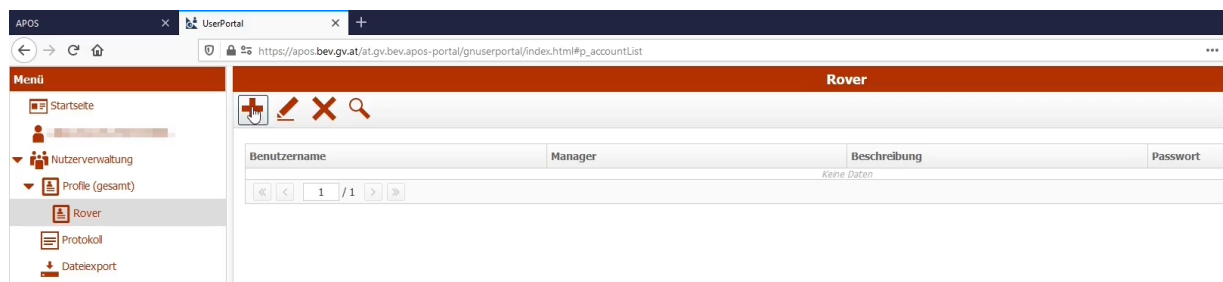 APOS UserPortal
https://apos.bev.gv.at/at.gv.bev.apos-portal/gnuserportal/index.html#p_accountList
Menü Rover
Startseite
Nutzerverwaltung
Benutzername Manager Beschreibung Passwort
Keine Daten
Profile (gesamt)
1 / 1
Rover
Protokoll
Dateiexport